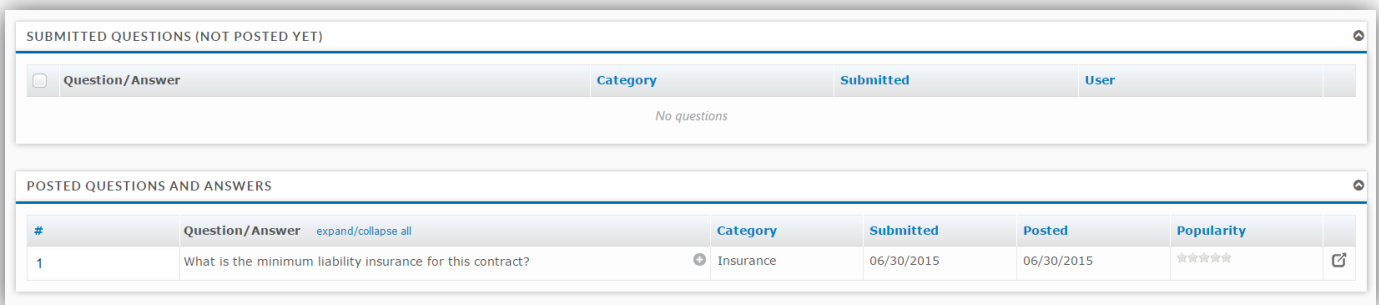 SUBMITTED QUESTIONS (NOT POSTED YET)
Question/Answer Category Submitted User
No questions
POSTED QUESTIONS AND ANSWERS
# Question/Answer expand/collapse all Category Submitted Posted Popularity
1 What is the minimum liability insurance for this contract? Insurance 06/30/2015 06/30/2015